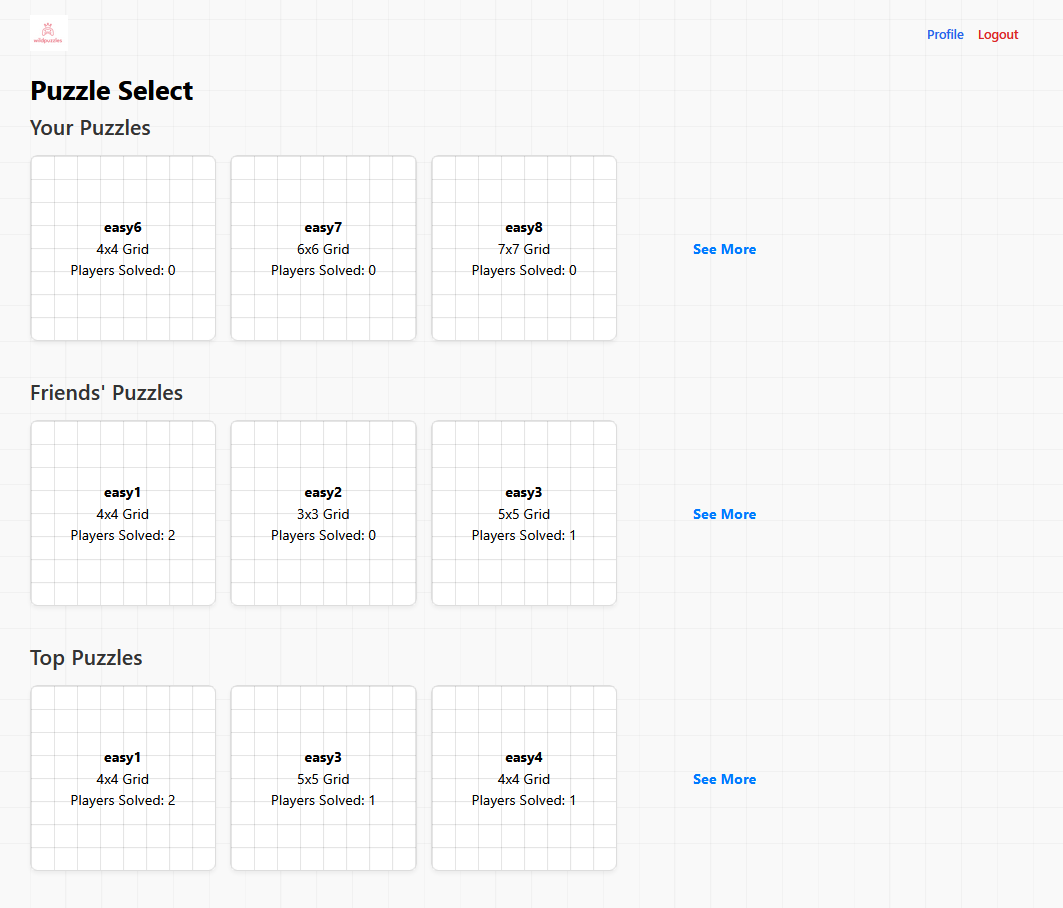 wildpuzzles
Profile Logout
Puzzle Select
Your Puzzles
easy6
4x4 Grid
Players Solved: 0
easy7
6x6 Grid
Players Solved: 0
easy8
7x7 Grid
Players Solved: 0
See More
Friends' Puzzles
easy1
4x4 Grid
Players Solved: 2
easy2
3x3 Grid
Players Solved: 0
easy3
5x5 Grid
Players Solved: 1
See More
Top Puzzles
easy1
4x4 Grid
Players Solved: 2
easy3
5x5 Grid
Players Solved: 1
easy4
4x4 Grid
Players Solved: 1
See More